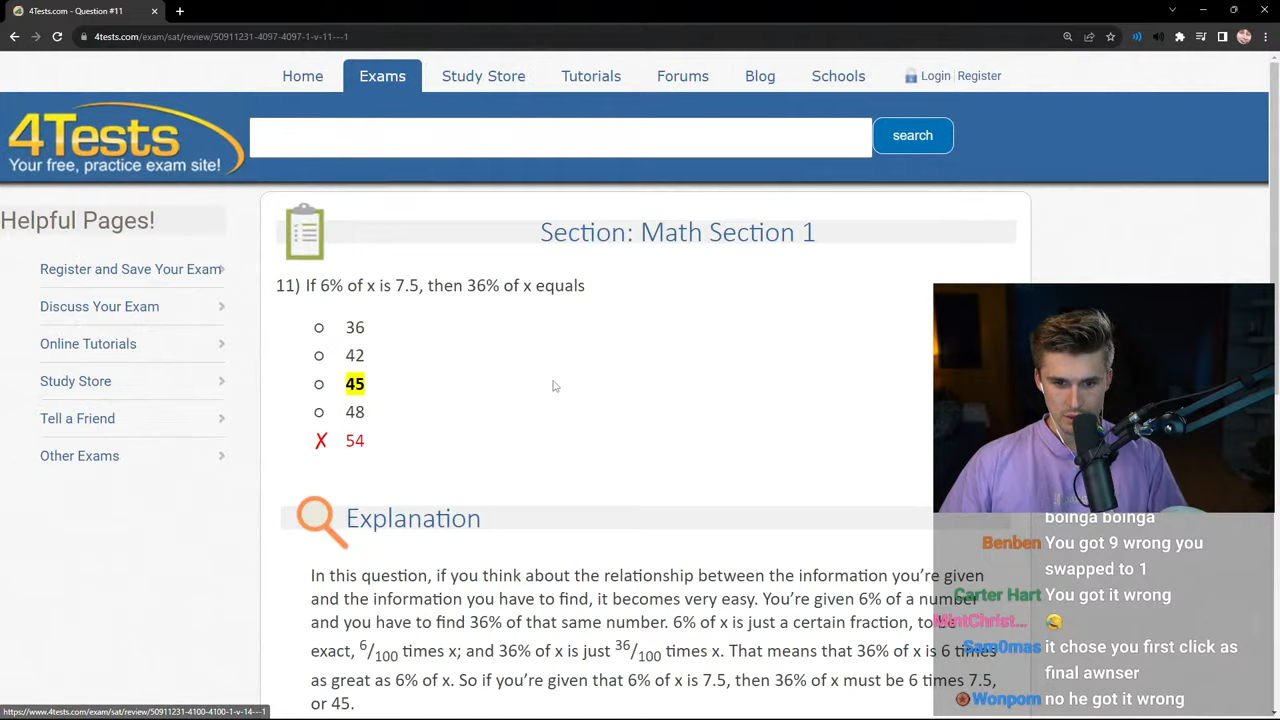 4Tests.com - Question #11
4tests.com/exam/sat/review/50911231-4097-4097-1-v-11---1
Home Exams Study Store Tutorials Forums Blog Schools Login Register
4Tests
Your free, practice exam site!
search
Helpful Pages!
Register and Save Your Exam
Discuss Your Exam
Online Tutorials
Study Store
Tell a Friend
Other Exams
Section: Math Section 1
11) If 6% of x is 7.5, then 36% of x equals
36
42
45
48
X 54
Explanation
In this question, if you think about the relationship between the information you're given
and the information you have to find, it becomes very easy. You're given 6% of a number
and you have to find 36% of that same number. 6% of x is just a certain fraction, to be
exact, 6/100 times x; and 36% of x is just 36/100 times x. That means that 36% of x is 6 times
as great as 6% of x. So if you're given that 6% of x is 7.5, then 36% of x must be 6 times 7.5,
or 45.
boinga boinga
Benben You got 9 wrong you
swapped to 1
Carter Hart You got it wrong
MintChrist...
Sam0mas it chose you first click as
final awnser
Wonpom no he got it wrong
https://www.4tests.com/exam/sat/review/50911231-4100-4100-1-v-14---1